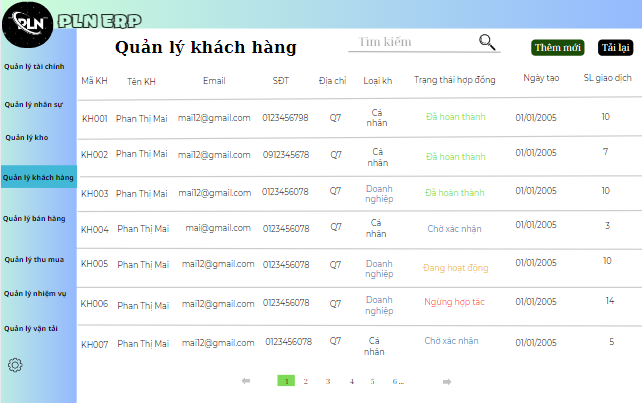 PLN
PLN ERP
Quản lý khách hàng
Tìm kiếm
Thêm mới
Tải lại
Quản lý tài chính
Quản lý nhân sự
Quản lý kho
Quản lý khách hàng
Quản lý bán hàng
Quản lý thu mua
Quản lý nhiệm vụ
Quản lý vận tải
Mã KH Tên KH Email SĐT Địa chỉ Loại kh Trạng thái hợp đồng Ngày tạo SL giao dịch
KH001 Phan Thị Mai mai12@gmail.com 0123456798 Q7 Cá nhân Đã hoàn thành 01/01/2005 10
KH002 Phan Thị Mai mai12@gmail.com 0912345678 Q7 Cá nhân Đã hoàn thành 01/01/2005 7
KH003 Phan Thị Mai mai12@gmail.com 0123456078 Q7 Doanh nghiệp Đã hoàn thành 01/01/2005 10
KH004 Phan Thị Mai mai@gmail.com 0123456078 Q7 Cá nhân Chờ xác nhận 01/01/2005 3
KH005 Phan Thị Mai mai12@gmail.com 0123456078 Q7 Doanh nghiệp Đang hoạt động 01/01/2005 10
KH006 Phan Thị Mai mai12@gmail.com 0123456078 Q7 Doanh nghiệp Ngừng hợp tác 01/01/2005 14
KH007 Phan Thị Mai mai12@gmail.com 0123456078 Q7 Cá nhân Chờ xác nhận 01/01/2005 5
1 2 3 4 5 6 ...